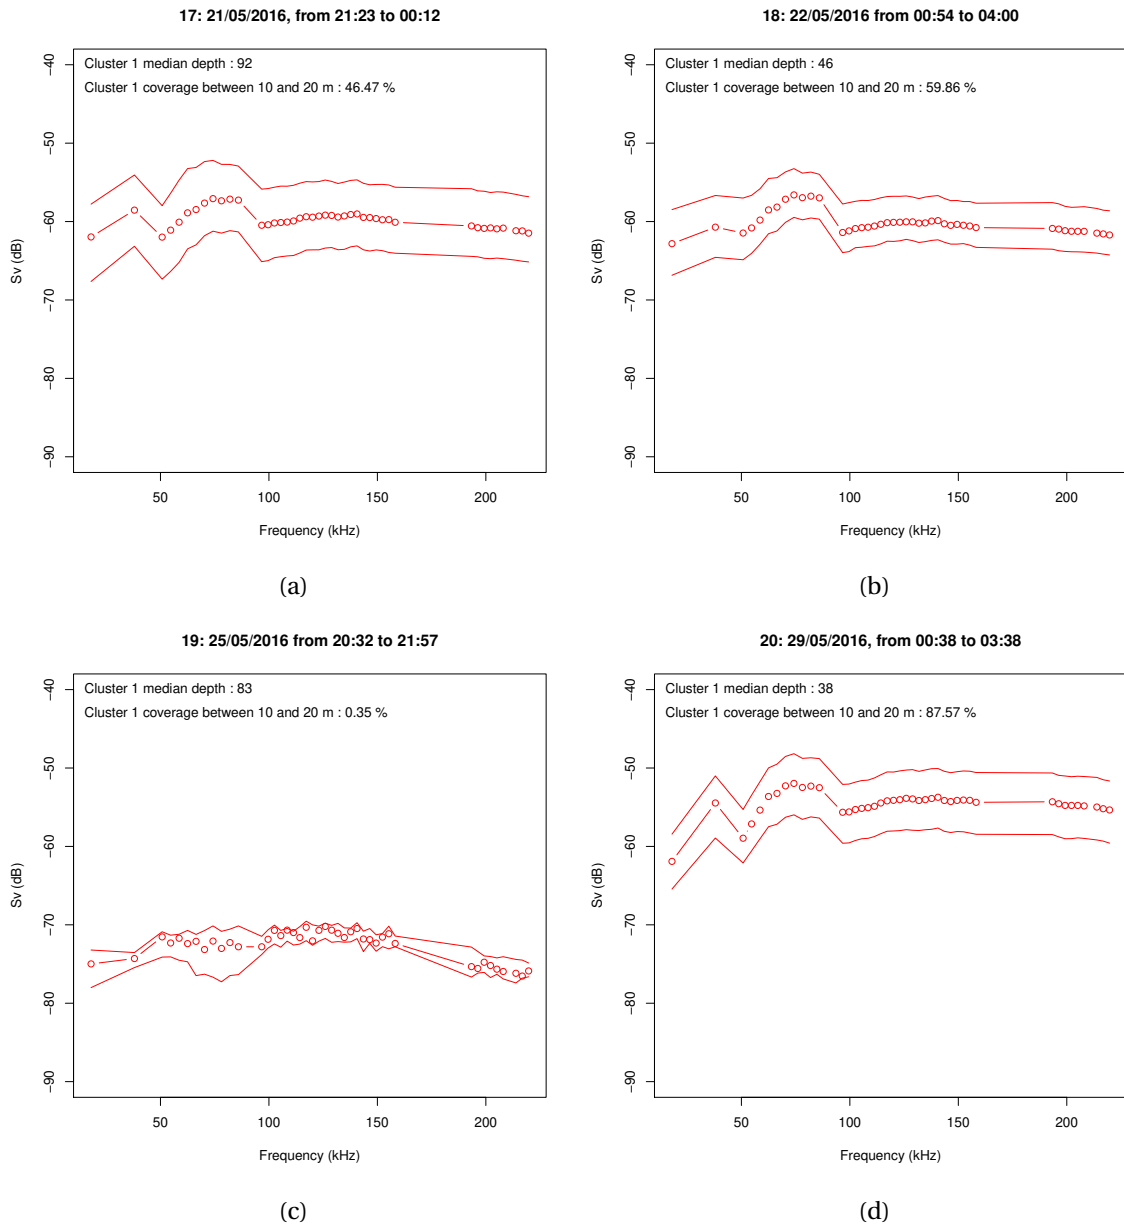 17: 21/05/2016, from 21:23 to 00:12
Cluster 1 median depth : 92
Cluster 1 coverage between 10 and 20 m : 46.47 %
−40
−50
−60
−70
−80
−90
Sv (dB)
50 100 150 200
Frequency (kHz)
(a)
18: 22/05/2016 from 00:54 to 04:00
Cluster 1 median depth : 46
Cluster 1 coverage between 10 and 20 m : 59.86 %
−40
−50
−60
−70
−80
−90
Sv (dB)
50 100 150 200
Frequency (kHz)
(b)
19: 25/05/2016 from 20:32 to 21:57
Cluster 1 median depth : 83
Cluster 1 coverage between 10 and 20 m : 0.35 %
−40
−50
−60
−70
−80
−90
Sv (dB)
50 100 150 200
Frequency (kHz)
(c)
20: 29/05/2016, from 00:38 to 03:38
Cluster 1 median depth : 38
Cluster 1 coverage between 10 and 20 m : 87.57 %
−40
−50
−60
−70
−80
−90
Sv (dB)
50 100 150 200
Frequency (kHz)
(d)